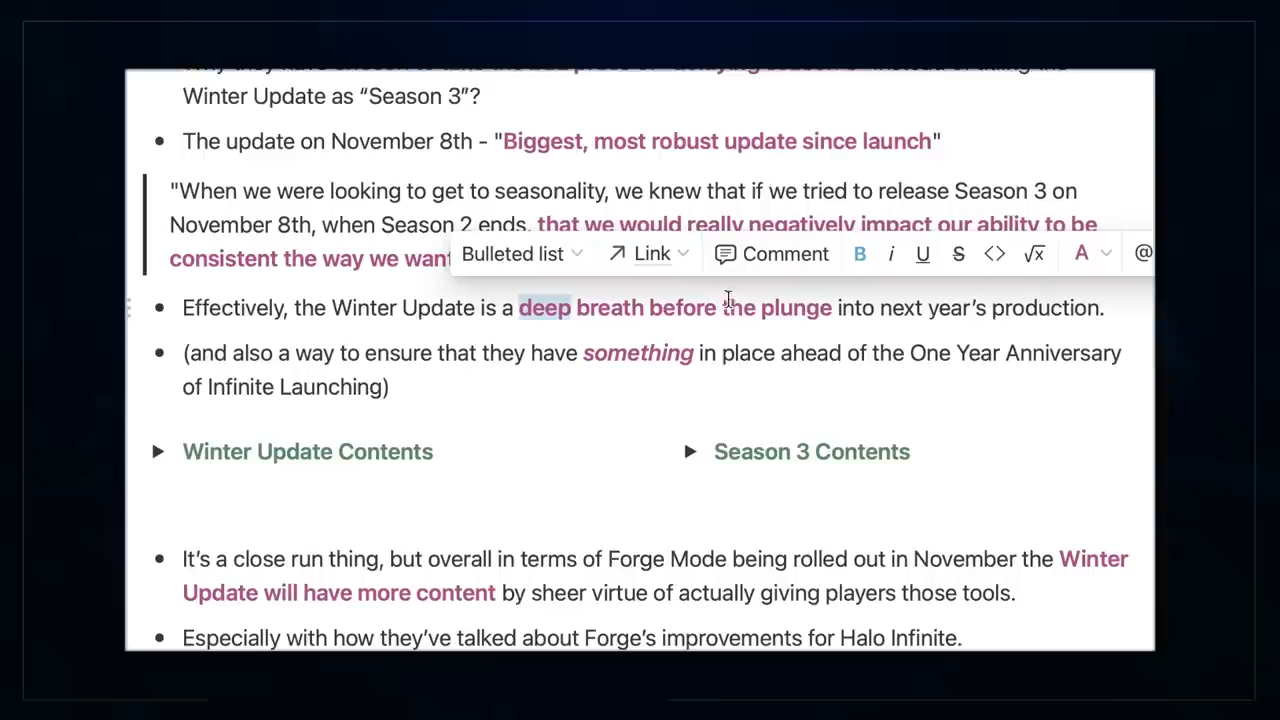 Winter Update as “Season 3”?
• The update on November 8th - "Biggest, most robust update since launch"
"When we were looking to get to seasonality, we knew that if we tried to release Season 3 on
November 8th, when Season 2 ends, that we would really negatively impact our ability to be
consistent the way we want
Bulleted list Link Comment B i U S <> √x A @
• Effectively, the Winter Update is a deep breath before the plunge into next year’s production.
• (and also a way to ensure that they have something in place ahead of the One Year Anniversary
of Infinite Launching)
Winter Update Contents
Season 3 Contents
• It’s a close run thing, but overall in terms of Forge Mode being rolled out in November the Winter
Update will have more content by sheer virtue of actually giving players those tools.
• Especially with how they’ve talked about Forge’s improvements for Halo Infinite.